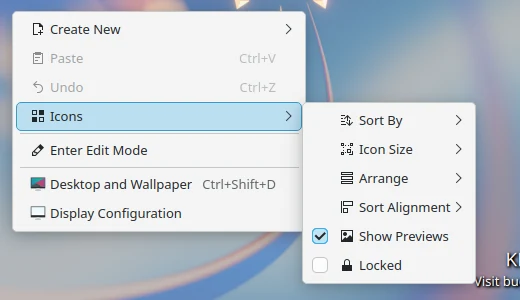 Create New
Paste Ctrl+V
Undo Ctrl+Z
Icons
Enter Edit Mode
Desktop and Wallpaper Ctrl+Shift+D
Display Configuration
Sort By
Icon Size
Arrange
Sort Alignment
Show Previews
Locked
Visit